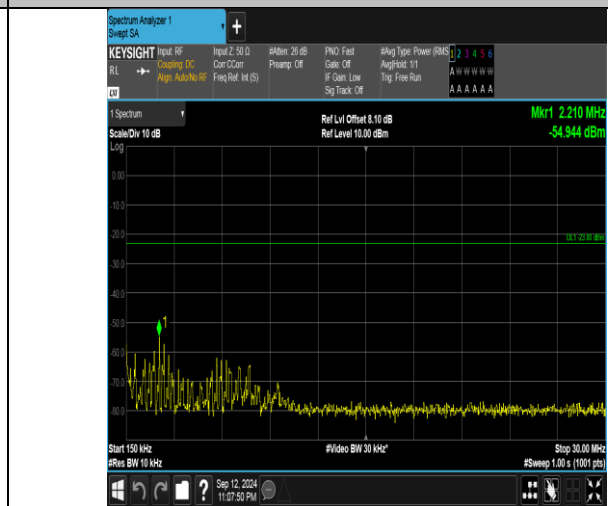 Spectrum Analyzer 1
Swept SA
+
KEYSIGHT Input: RF Input Z: 50 Ω #Atten: 26 dB PNO: Fast #Avg Type: Power (RMS 1 2 3 4 5 6
Coupling: DC Corr CCorr Preamp: Off Gate: Off Avg|Hold: 1/1 A W W W W W
RL Align: Auto/No RF Freq Ref: Int (S) IF Gain: Low Trig: Free Run
Sig Track: Off A A A A A A
LXI
1 Spectrum Ref Lvl Offset 8.10 dB Mkr1 2.210 MHz
Scale/Div 10 dB Ref Level 10.00 dBm -54.944 dBm
Log
0.00
-10.0
-20.0
DL1 -23.00 dBm
-30.0
-40.0
-50.0
1
-60.0
-70.0
-80.0
Start 150 kHz #Video BW 30 kHz* Stop 30.00 MHz
#Res BW 10 kHz #Sweep 1.00 s (1001 pts)
? Sep 12, 2024
11:07:50 PM